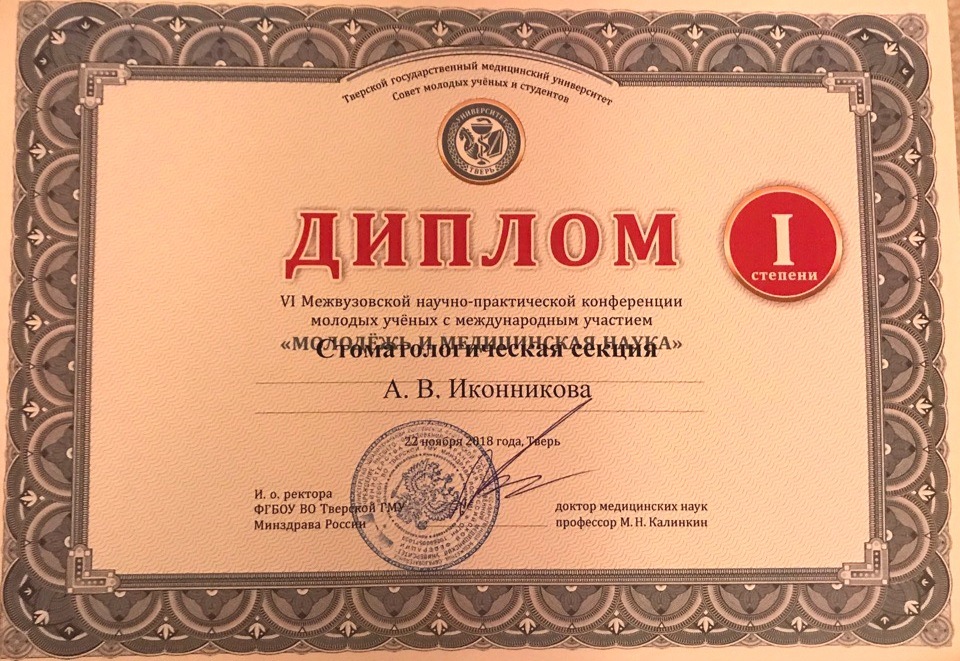 Тверской государственный медицинский университет
Совет молодых учёных и студентов
УНИВЕРСИТЕТ
ТВЕРЬ
ДИПЛОМ
I
степени
VI Межвузовской научно-практической конференции
молодых учёных с международным участием
«МОЛОДЁЖЬ И МЕДИЦИНСКАЯ НАУКА»
Стоматологическая секция
А. В. Иконникова
22 ноября 2018 года, Тверь
И. о. ректора
ФГБОУ ВО Тверской ГМУ
Минздрава России
доктор медицинских наук
профессор М. Н. Калинкин